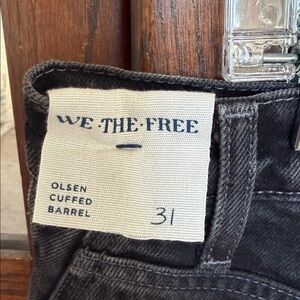 WE·THE·FREE
OLSEN
CUFFED
BARREL
31